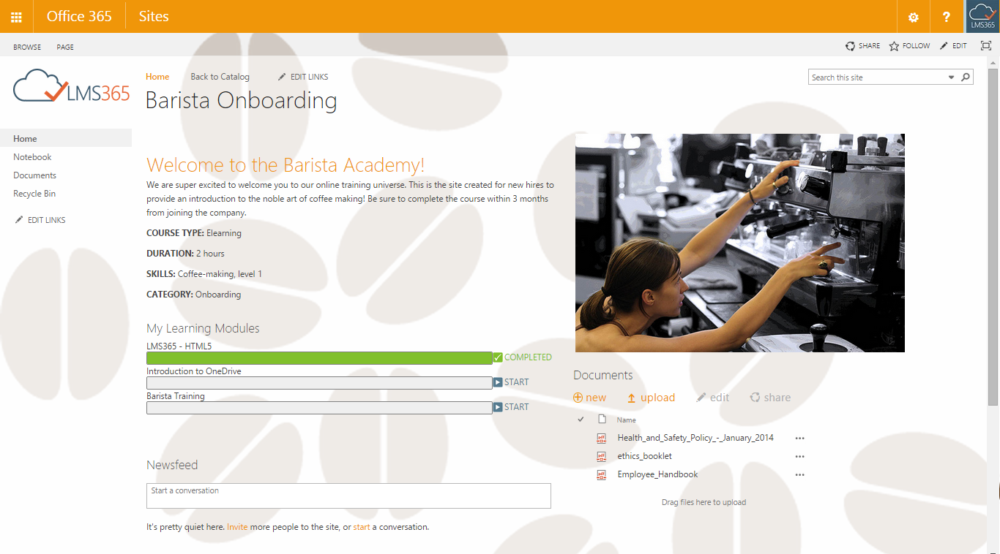 Office 365
Sites
?
LMS365
BROWSE
PAGE
SHARE
FOLLOW
EDIT
LMS365
Home
Back to Catalog
EDIT LINKS
Search this site
Barista Onboarding
Home
Notebook
Documents
Recycle Bin
EDIT LINKS
Welcome to the Barista Academy!
We are super excited to welcome you to our online training universe. This is the site created for new hires to
provide an introduction to the noble art of coffee making! Be sure to complete the course within 3 months
from joining the company.
COURSE TYPE: Elearning
DURATION: 2 hours
SKILLS: Coffee-making, level 1
CATEGORY: Onboarding
My Learning Modules
LMS365 - HTML5
COMPLETED
Introduction to OneDrive
START
Barista Training
START
Newsfeed
Start a conversation
It's pretty quiet here. Invite more people to the site, or start a conversation.
Documents
new
upload
edit
share
Name
Health_and_Safety_Policy_-_January_2014
ethics_booklet
Employee_Handbook
Drag files here to upload